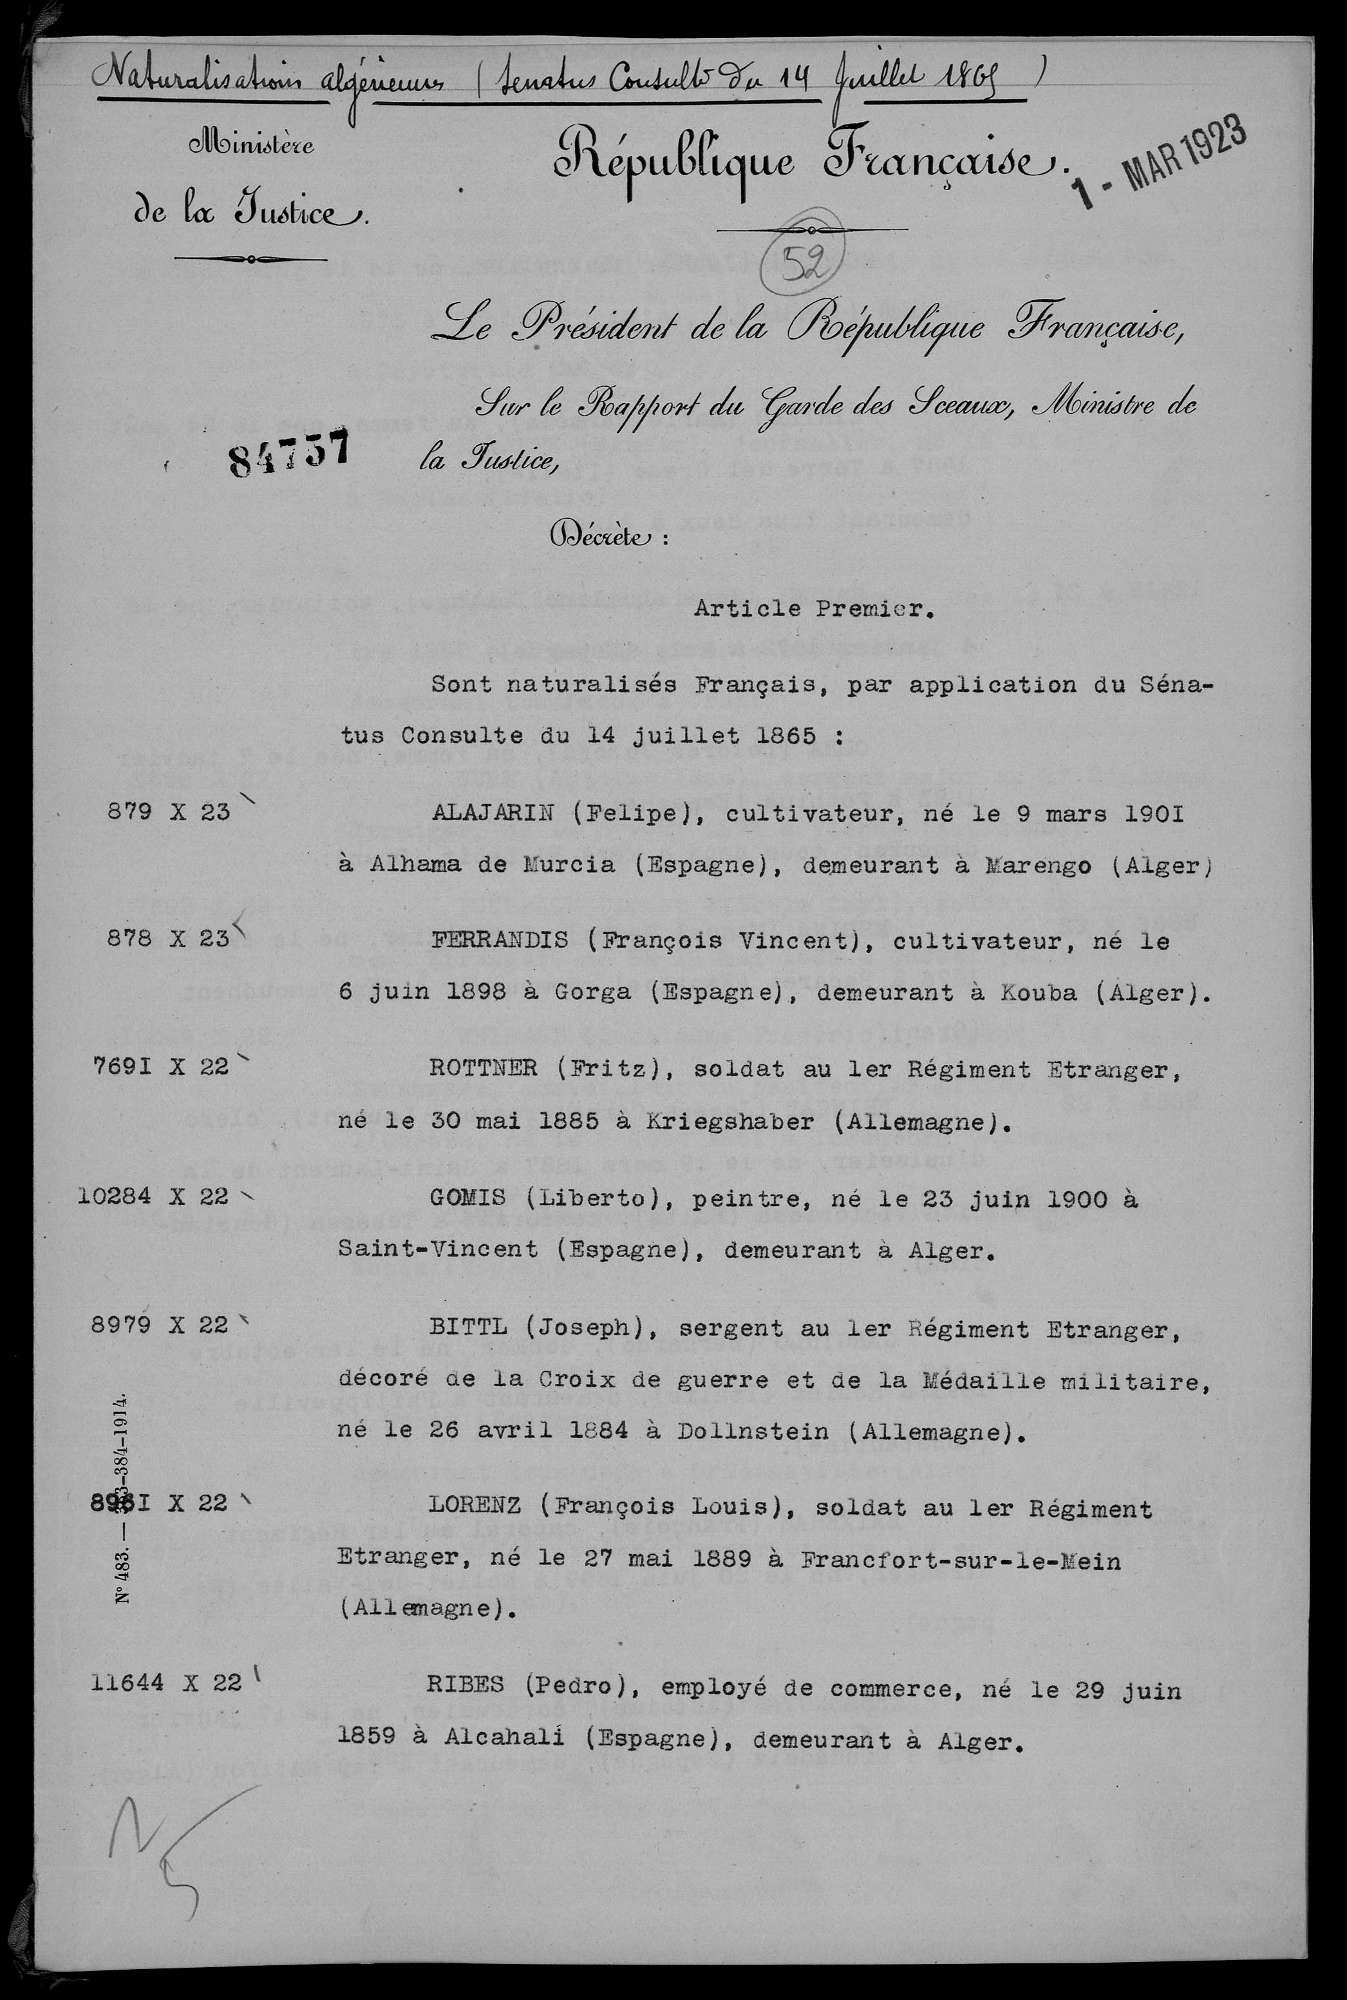 Naturalisations algériennes (Senatus Consulte du 14 Juillet 1865)
Ministère
de la Justice.
République Française.
1 - MAR 1923
52
Le Président de la République Française,
Sur le Rapport du Garde des Sceaux, Ministre de
la Justice,
84757
Décrète :
Article Premier.
Sont naturalisés Français, par application du Séna-
tus Consulte du 14 juillet 1865 :
879 X 23 ALAJARIN (Felipe), cultivateur, né le 9 mars 190I
à Alhama de Murcia (Espagne), demeurant à Marengo (Alger)
878 X 23 FERRANDIS (François Vincent), cultivateur, né le
6 juin 1898 à Gorga (Espagne), demeurant à Kouba (Alger).
769I X 22 ROTTNER (Fritz), soldat au 1er Régiment Etranger,
né le 30 mai 1885 à Kriegshaber (Allemagne).
10284 X 22 GOMIS (Liberto), peintre, né le 23 juin 1900 à
Saint-Vincent (Espagne), demeurant à Alger.
8979 X 22 BITTL (Joseph), sergent au 1er Régiment Etranger,
décoré de la Croix de guerre et de la Médaille militaire,
né le 26 avril 1884 à Dollnstein (Allemagne).
896I X 22 LORENZ (François Louis), soldat au 1er Régiment
Etranger, né le 27 mai 1889 à Francfort-sur-le-Mein
(Allemagne).
11644 X 22 RIBES (Pedro), employé de commerce, né le 29 juin
1859 à Alcahali (Espagne), demeurant à Alger.
N° 483. — 383-384-1914.